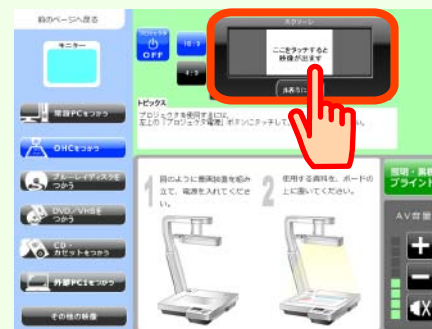 前のページへ戻る
モニター
常設PCをつかう
OHCをつかう
ブルーレイディスクを
つかう
DVD/VHSを
つかう
CD・
カセットをつかう
外部PC1をつかう
その他の映像
プロジェクタ
OFF
16:9
4:3
スクリーン
ここをタッチすると
映像が出ます
トピックス
プロジェクタを使用するには、
左上の「プロジェクタ電源」ボタンにタッチして
1
図のように書画装置を組み
立て、電源を入れてくださ
い。
2
使用する資料を、ボードの
上に置いてください。
照明・黒板
ブラインド
AV音量